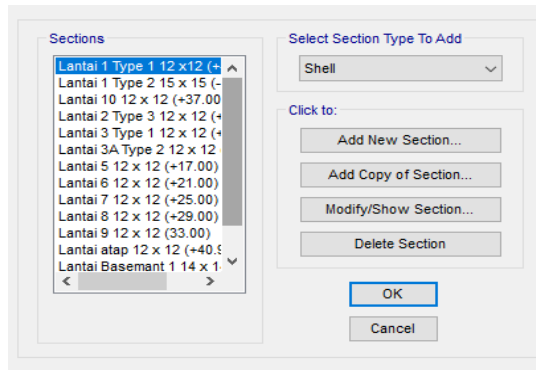 Sections
Lantai 1 Type 1 12 x12 (+
Lantai 1 Type 2 15 x 15 (-
Lantai 10 12 x 12 (+37.00
Lantai 2 Type 3 12 x 12 (+
Lantai 3 Type 1 12 x 12 (+
Lantai 3A Type 2 12 x 12
Lantai 5 12 x 12 (+17.00)
Lantai 6 12 x 12 (+21.00)
Lantai 7 12 x 12 (+25.00)
Lantai 8 12 x 12 (+29.00)
Lantai 9 12 x 12 (33.00)
Lantai atap 12 x 12 (+40.9
Lantai Basemant 1 14 x 1
Select Section Type To Add
Shell
Click to:
Add New Section...
Add Copy of Section...
Modify/Show Section...
Delete Section
OK
Cancel